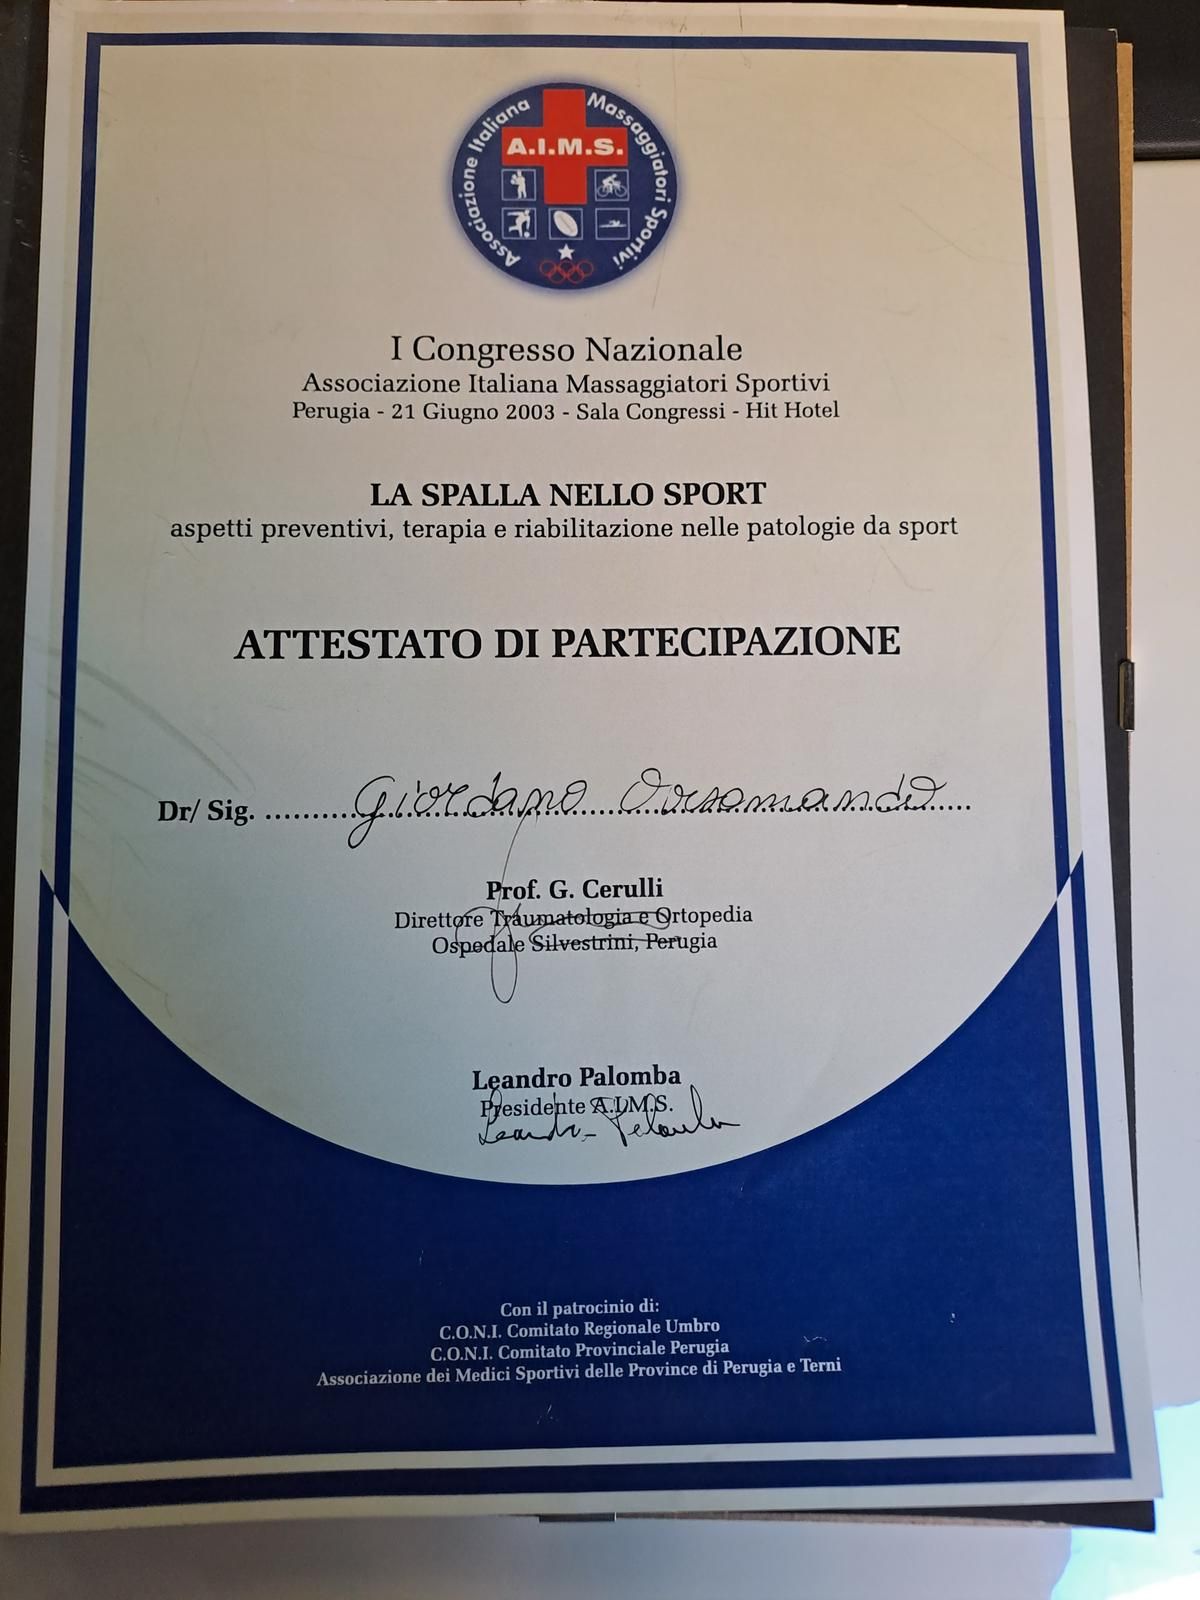 Associazione Italiana Massaggiatori Sportivi
A.I.M.S.
I Congresso Nazionale
Associazione Italiana Massaggiatori Sportivi
Perugia - 21 Giugno 2003 - Sala Congressi - Hit Hotel
LA SPALLA NELLO SPORT
aspetti preventivi, terapia e riabilitazione nelle patologie da sport
ATTESTATO DI PARTECIPAZIONE
Dr/ Sig. .......... Giordano Orsomando ...
Prof. G. Cerulli
Direttore Traumatologia e Ortopedia
Ospedale Silvestrini, Perugia
Leandro Palomba
Presidente A.I.M.S.
Leandro Palomba
Con il patrocinio di:
C.O.N.I. Comitato Regionale Umbro
C.O.N.I. Comitato Provinciale Perugia
Associazione dei Medici Sportivi delle Province di Perugia e Terni